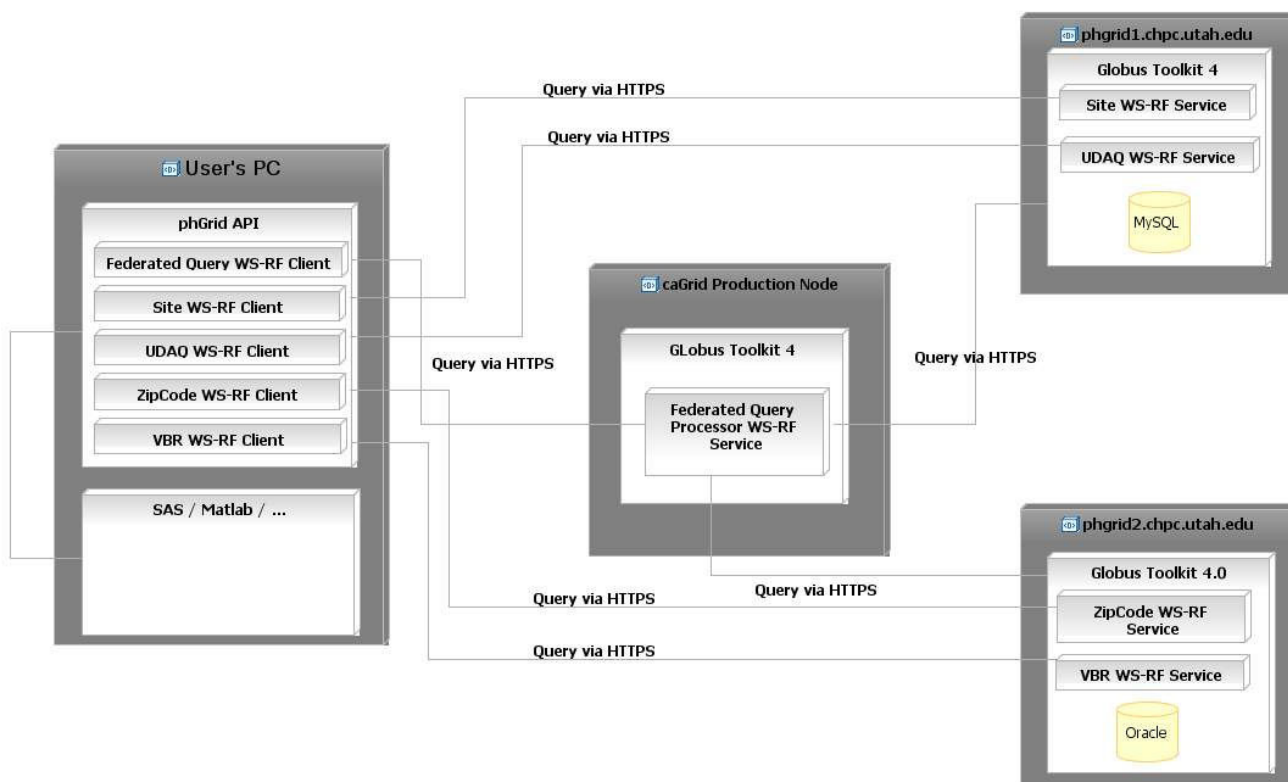 User's PC
phGrid API
Federated Query WS-RF Client
Site WS-RF Client
UDAQ WS-RF Client
ZipCode WS-RF Client
VBR WS-RF Client
SAS / Matlab / ...
Query via HTTPS
Query via HTTPS
Query via HTTPS
Query via HTTPS
Query via HTTPS
Query via HTTPS
Query via HTTPS
caGrid Production Node
GLobus Toolkit 4
Federated Query
Processor WS-RF
Service
phgrid1.chpc.utah.edu
Globus Toolkit 4
Site WS-RF Service
UDAQ WS-RF Service
MySQL
phgrid2.chpc.utah.edu
Globus Toolkit 4.0
ZipCode WS-RF
Service
VBR WS-RF Service
Oracle